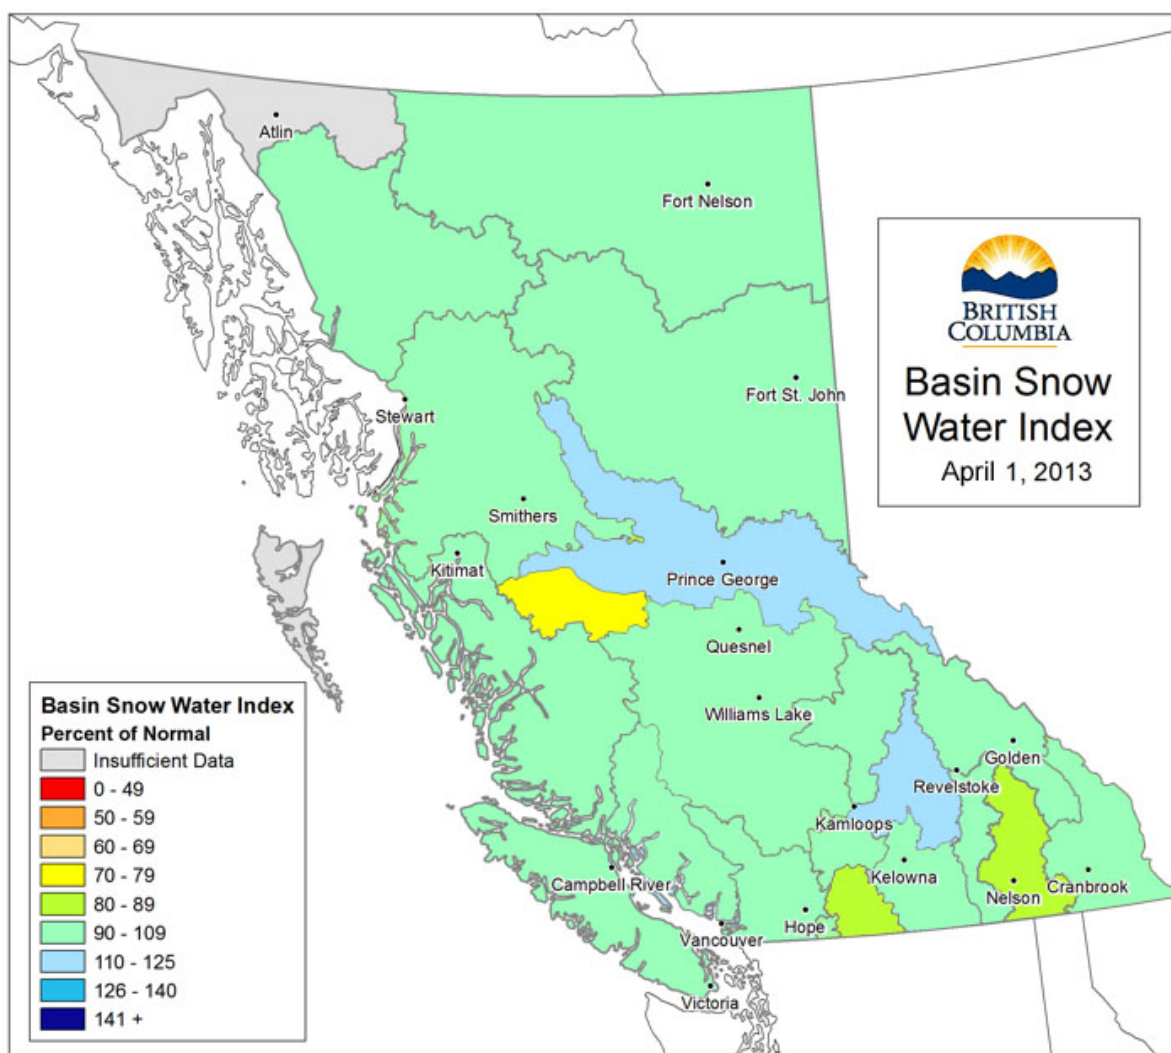 Atlin
Fort Nelson
BRITISH
COLUMBIA
Basin Snow
Water Index
April 1, 2013
Fort St. John
Stewart
Smithers
Kitimat
Prince George
Quesnel
Williams Lake
Golden
Revelstoke
Kamloops
Kelowna
Campbell River
Nelson
Cranbrook
Hope
Vancouver
Victoria
Basin Snow Water Index
Percent of Normal
Insufficient Data
0 - 49
50 - 59
60 - 69
70 - 79
80 - 89
90 - 109
110 - 125
126 - 140
141 +